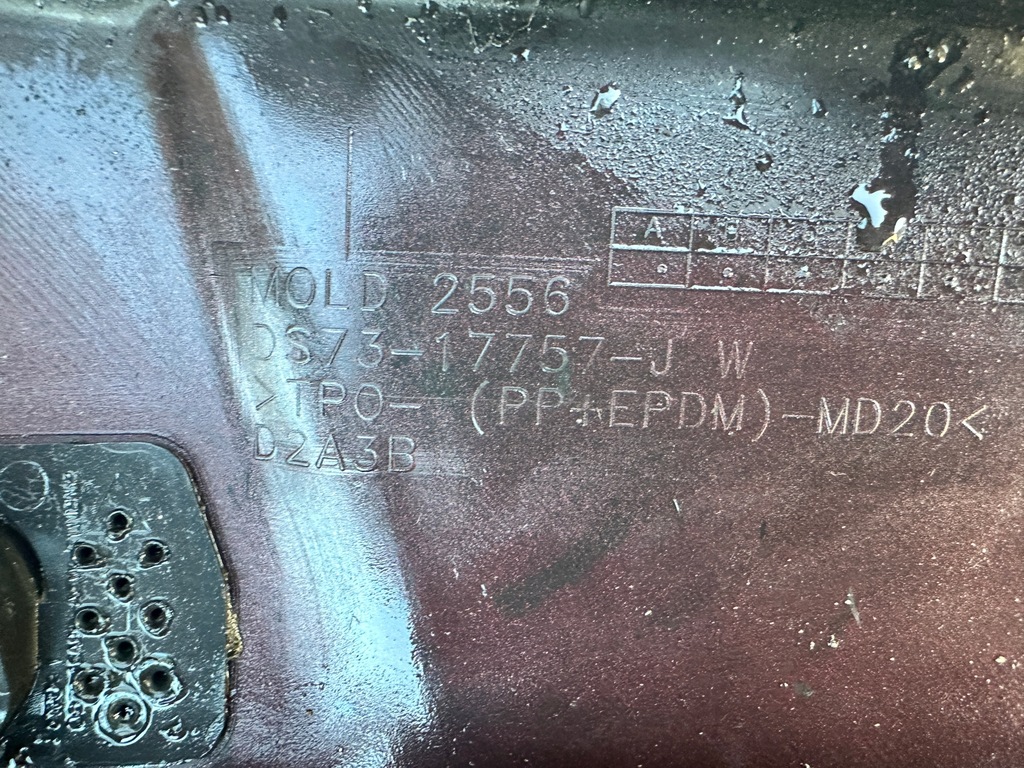 A
MOLD 2556
DS73-17757-J W
>TPO- (PP+EPDM)-MD20<
D2A3B